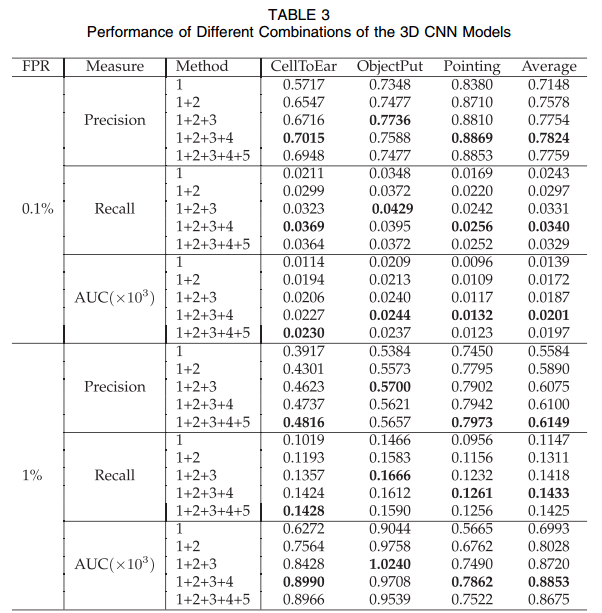 TABLE 3
Performance of Different Combinations of the 3D CNN Models
FPR Measure Method CellToEar ObjectPut Pointing Average
1 0.5717 0.7348 0.8380 0.7148
1+2 0.6547 0.7477 0.8710 0.7578
Precision 1+2+3 0.6716 0.7736 0.8810 0.7754
1+2+3+4 0.7015 0.7588 0.8869 0.7824
1+2+3+4+5 0.6948 0.7477 0.8853 0.7759
1 0.0211 0.0348 0.0169 0.0243
1+2 0.0299 0.0372 0.0220 0.0297
0.1% Recall 1+2+3 0.0323 0.0429 0.0242 0.0331
1+2+3+4 0.0369 0.0395 0.0256 0.0340
1+2+3+4+5 0.0364 0.0372 0.0252 0.0329
1 0.0114 0.0209 0.0096 0.0139
1+2 0.0194 0.0213 0.0109 0.0172
AUC(×10³) 1+2+3 0.0206 0.0240 0.0117 0.0187
1+2+3+4 0.0227 0.0244 0.0132 0.0201
1+2+3+4+5 0.0230 0.0237 0.0123 0.0197
1 0.3917 0.5384 0.7450 0.5584
1+2 0.4301 0.5573 0.7795 0.5890
Precision 1+2+3 0.4623 0.5700 0.7902 0.6075
1+2+3+4 0.4737 0.5621 0.7942 0.6100
1+2+3+4+5 0.4816 0.5657 0.7973 0.6149
1 0.1019 0.1466 0.0956 0.1147
1+2 0.1193 0.1583 0.1156 0.1311
1% Recall 1+2+3 0.1357 0.1666 0.1232 0.1418
1+2+3+4 0.1424 0.1612 0.1261 0.1433
1+2+3+4+5 0.1428 0.1590 0.1256 0.1425
1 0.6272 0.9044 0.5665 0.6993
1+2 0.7564 0.9758 0.6762 0.8028
AUC(×10³) 1+2+3 0.8428 1.0240 0.7490 0.8720
1+2+3+4 0.8990 0.9708 0.7862 0.8853
1+2+3+4+5 0.8966 0.9539 0.7522 0.8675